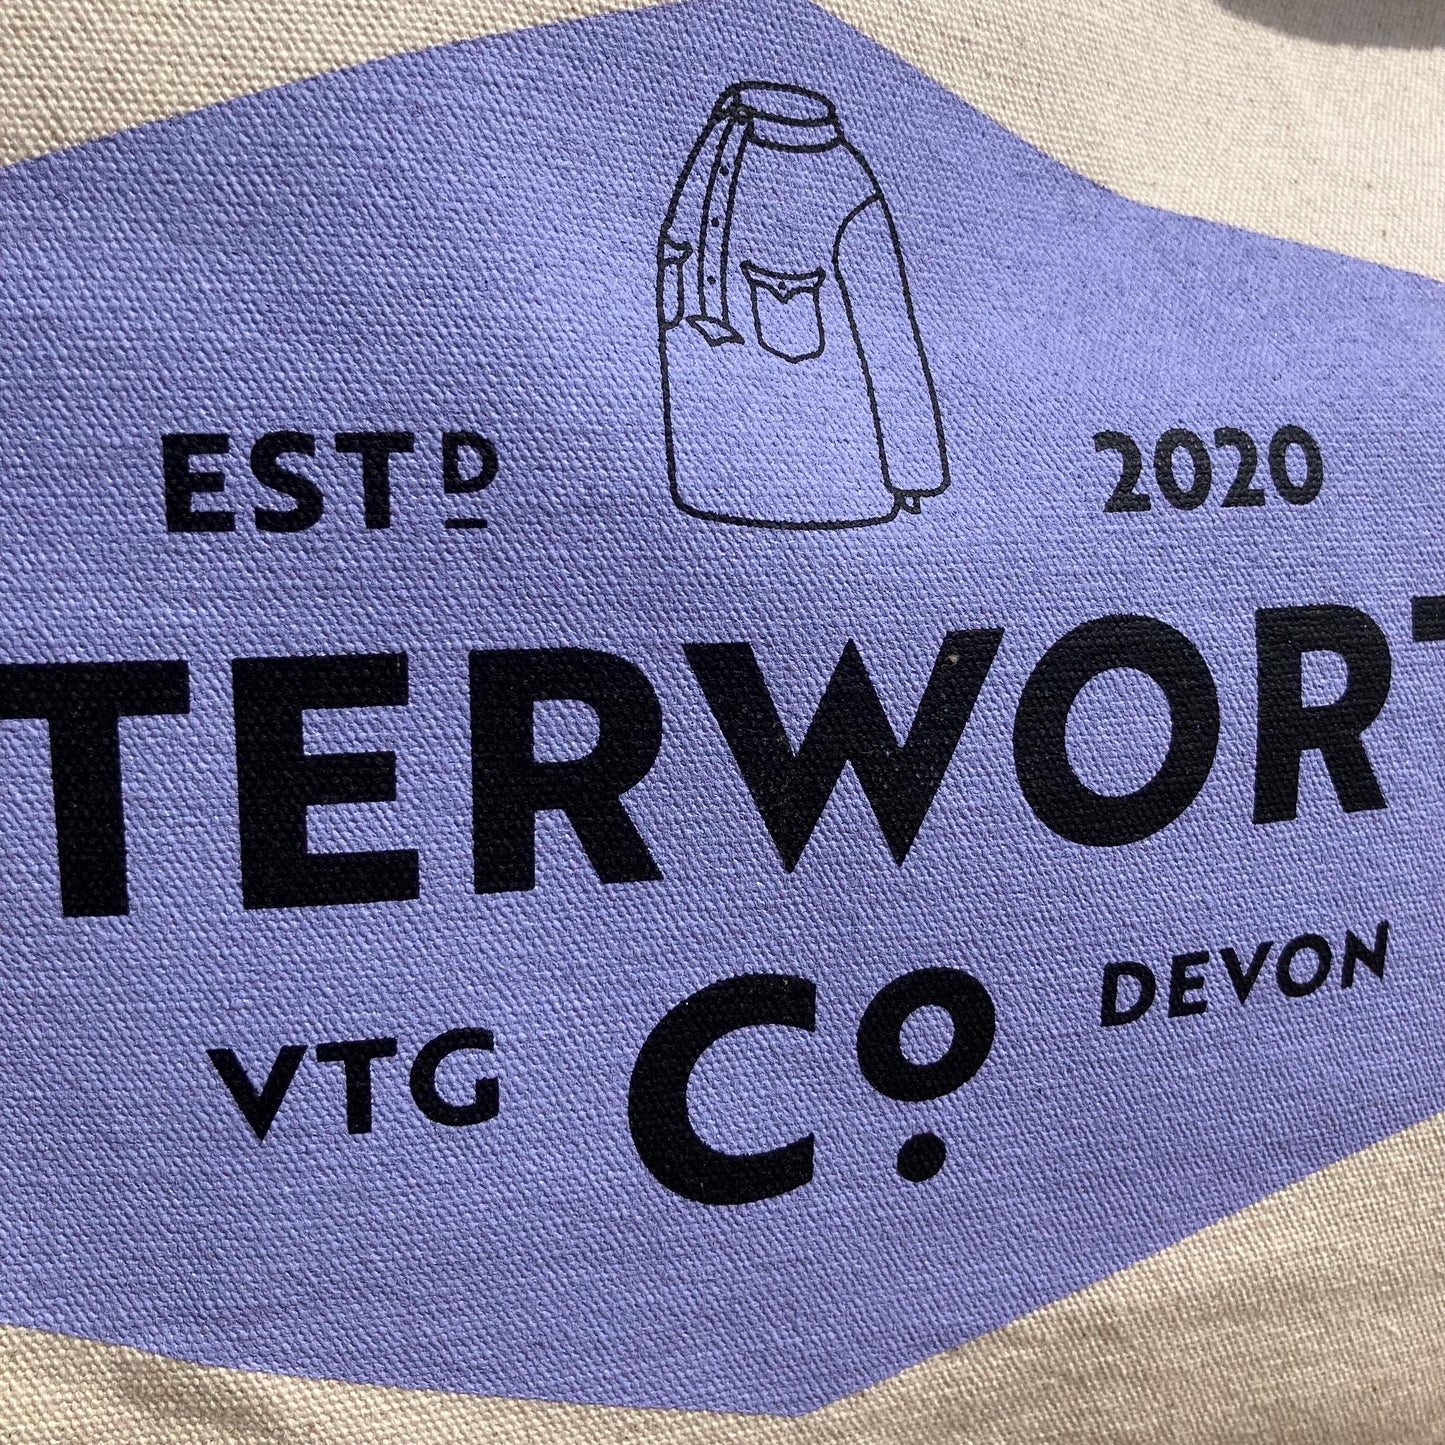 ESTD 2020
TERWORT
VTG Co. DEVON